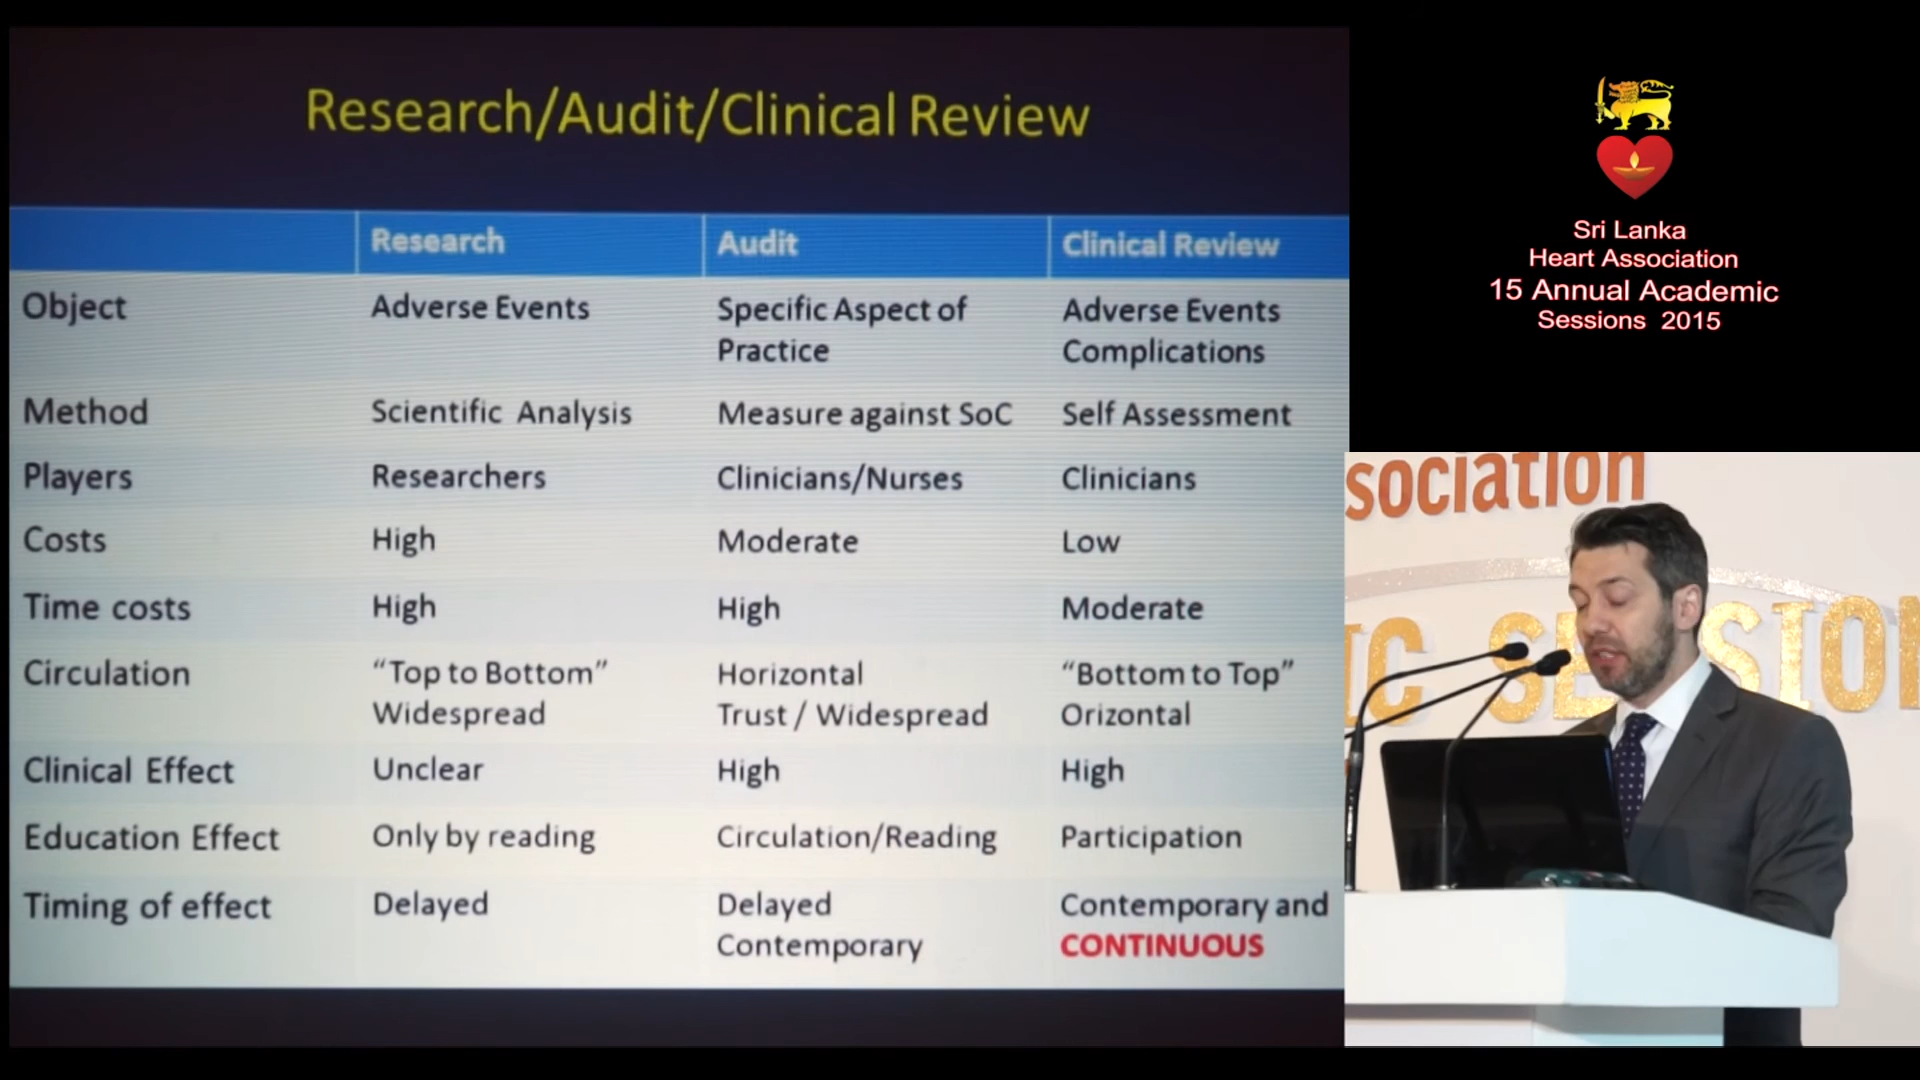 Research/Audit/Clinical Review
Research Audit Clinical Review
Object Adverse Events Specific Aspect of Practice Adverse Events Complications
Method Scientific Analysis Measure against SoC Self Assessment
Players Researchers Clinicians/Nurses Clinicians
Costs High Moderate Low
Time costs High High Moderate
Circulation “Top to Bottom” Widespread Horizontal Trust / Widespread “Bottom to Top” Orizontal
Clinical Effect Unclear High High
Education Effect Only by reading Circulation/Reading Participation
Timing of effect Delayed Delayed Contemporary Contemporary and CONTINUOUS
Sri Lanka
Heart Association
15 Annual Academic
Sessions 2015
sociation
IC SESSION